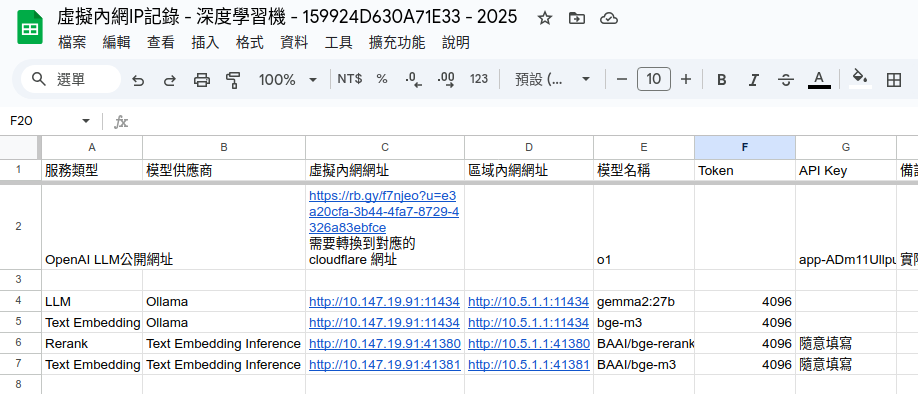 虛擬內網IP記錄 - 深度學習機 - 159924D630A71E33 - 2025
檔案 編輯 查看 插入 格式 資料 工具 擴充功能 說明
選單 100% NT$ % .0 .00 123 預設 (... 10 B I S A
F20 fx
A B C D E F G
1 服務類型 模型供應商 虛擬內網網址 區域內網網址 模型名稱 Token API Key
https://rb.gy/f7njeo?u=e3
a20cfa-3b44-4fa7-8729-4
326a83ebfce
需要轉換到對應的
2 OpenAI LLM公開網址 cloudflare 網址 o1 app-ADm11Ullpu
3
4 LLM Ollama http://10.147.19.91:11434 http://10.5.1.1:11434 gemma2:27b 4096
5 Text Embedding Ollama http://10.147.19.91:11434 http://10.5.1.1:11434 bge-m3 4096
6 Rerank Text Embedding Inference http://10.147.19.91:41380 http://10.5.1.1:41380 BAAI/bge-rerank 4096 隨意填寫
7 Text Embedding Text Embedding Inference http://10.147.19.91:41381 http://10.5.1.1:41381 BAAI/bge-m3 4096 隨意填寫
8